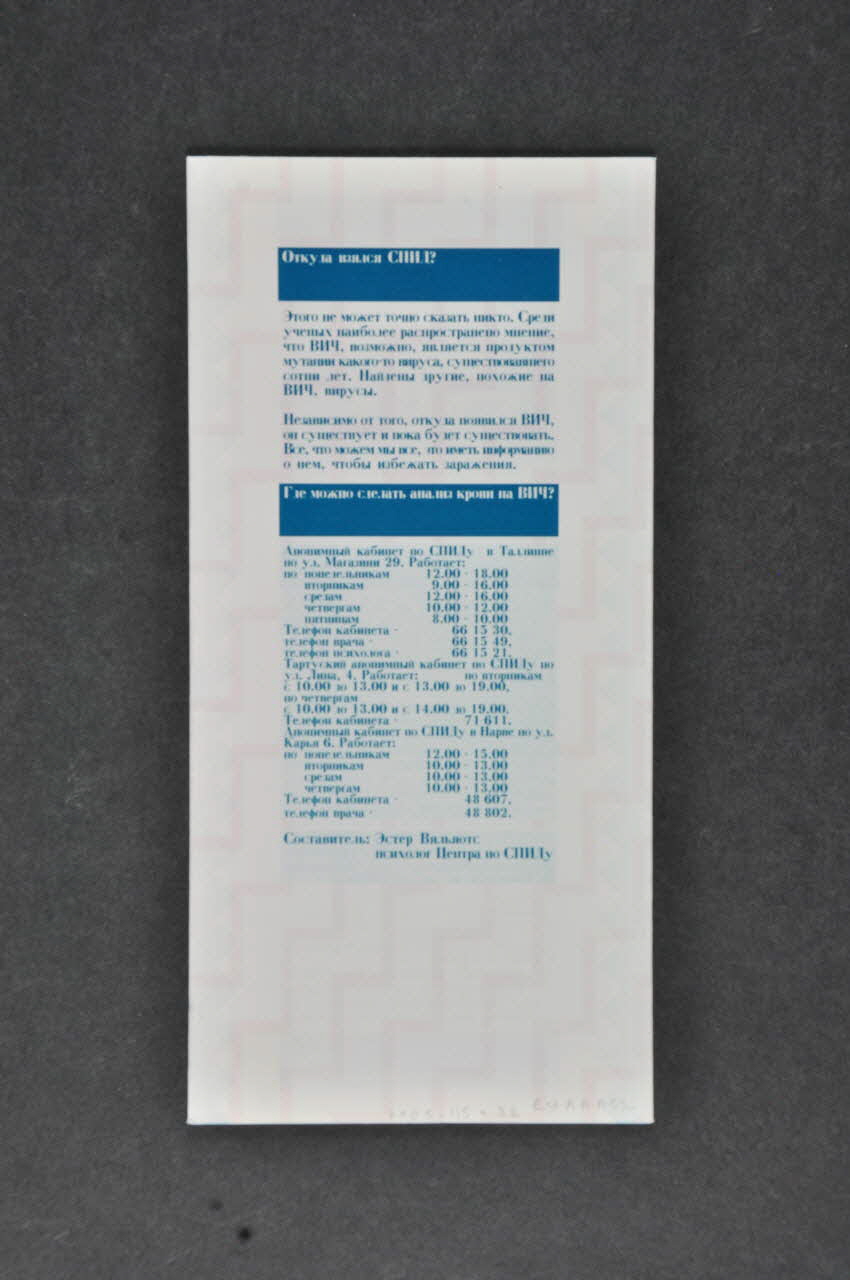 Откуда взялся СПИД?
Этого не может точно сказать никто. Среди
ученых наиболее распространено мнение,
что ВИЧ, возможно, является продуктом
мутации какого-то вируса, существовавшего
сотни лет. Найдены другие, похожие на
ВИЧ, вирусы.
Независимо от того, откуда появился ВИЧ,
он существует и пока будет существовать.
Все, что можем мы все, это иметь информацию
о нем, чтобы избежать заражения.
Где можно сделать анализ крови на ВИЧ?
Анонимный кабинет по СПИДу в Таллинне
по ул. Магазини 29. Работает:
по понедельникам 12.00 - 18.00
вторникам 9.00 - 16.00
средам 12.00 - 16.00
четвергам 10.00 - 12.00
пятницам 8.00 - 10.00
Телефон кабинета - 66 15 30,
телефон врача - 66 15 49,
телефон психолога - 66 15 21.
Тартуский анонимный кабинет по СПИДу по
ул. Лина, 4. Работает: по вторникам
с 10.00 до 13.00 и с 13.00 до 19.00,
по четвергам
с 10.00 до 13.00 и с 14.00 до 19.00,
Телефон кабинета - 71 611.
Анонимный кабинет по СПИДу в Нарве по ул.
Карья 6. Работает:
по понедельникам 12.00 - 15.00
вторникам 10.00 - 13.00
средам 10.00 - 13.00
четвергам 10.00 - 13.00
Телефон кабинета - 48 607,
телефон врача - 48 802.
Составитель: Эстер Вяльяотс
психолог Центра по СПИДу